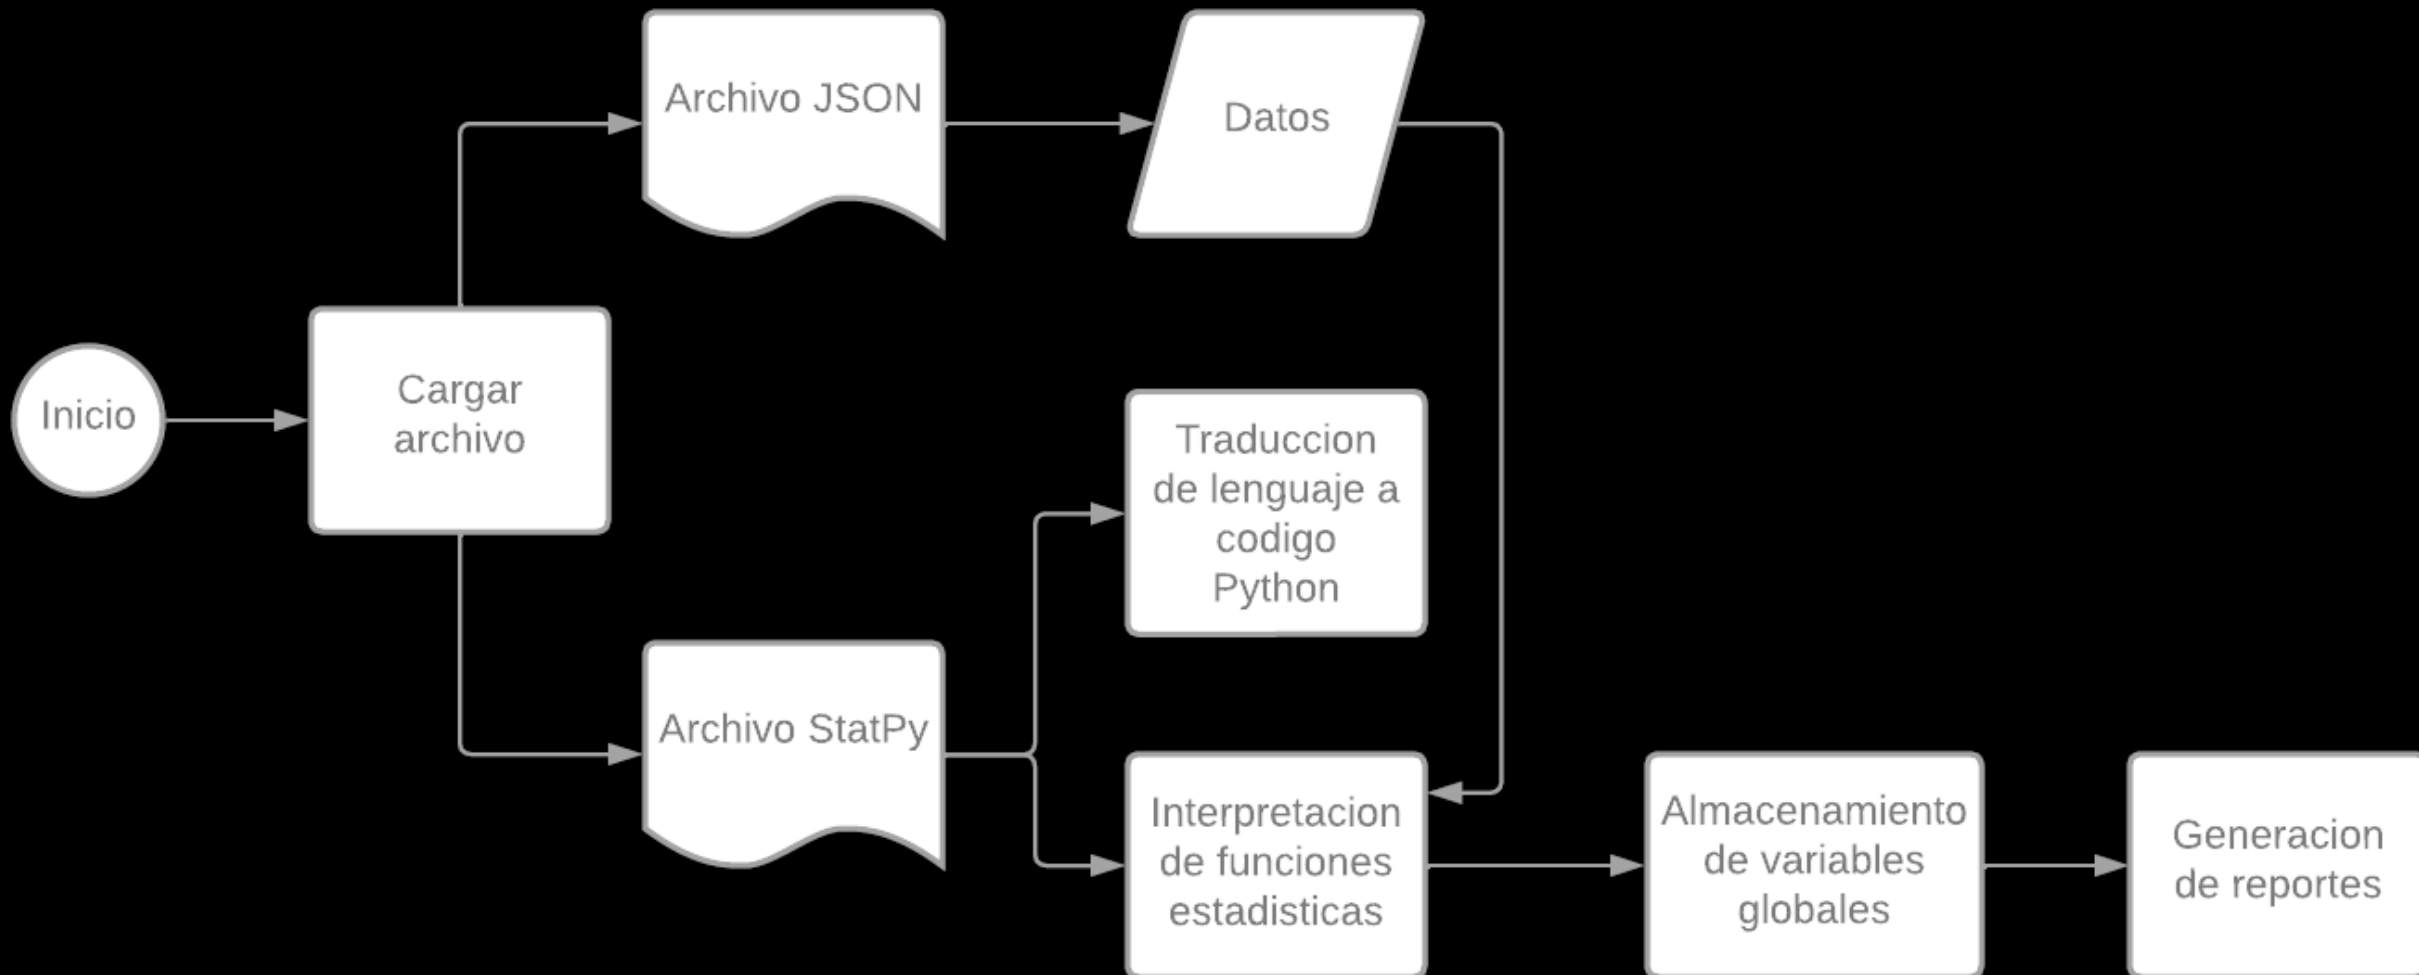 Archivo JSON
Datos
Inicio
Cargar
archivo
Traduccion
de lenguaje a
codigo
Python
Archivo StatPy
Interpretacion
de funciones
estadisticas
Almacenamiento
de variables
globales
Generacion
de reportes